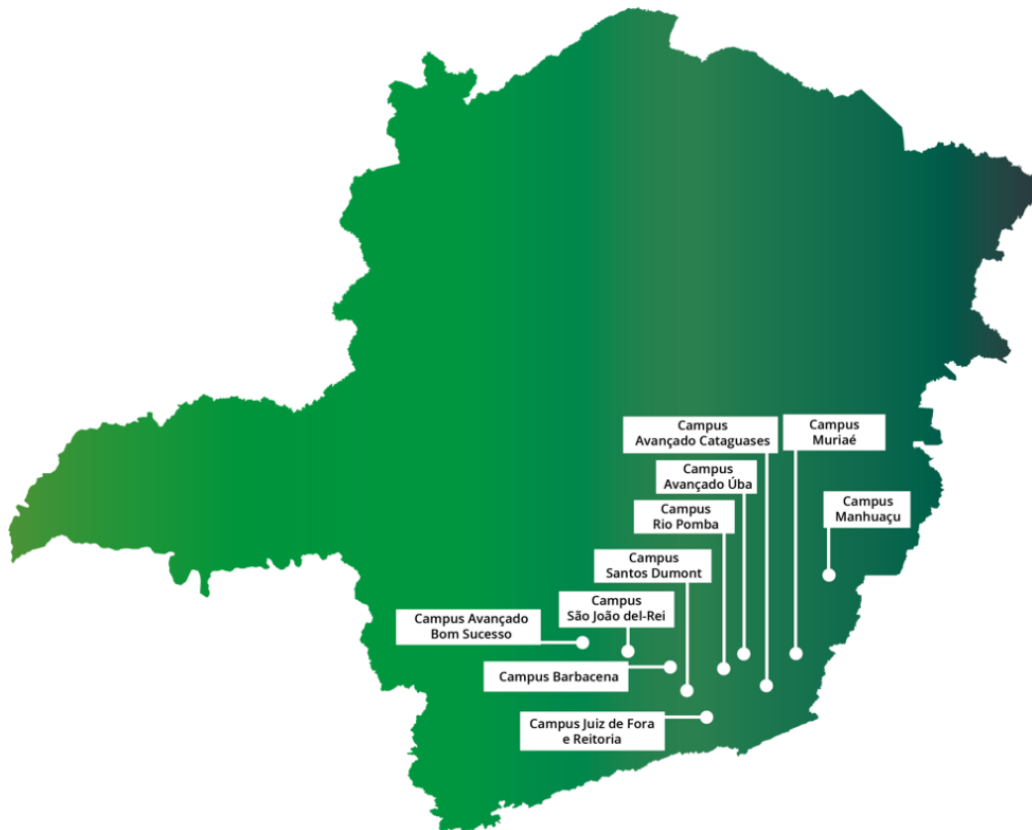 Campus
Avançado Cataguases
Campus
Muriaé
Campus
Avançado Úba
Campus
Manhuaçu
Campus
Rio Pomba
Campus
Santos Dumont
Campus
São João del-Rei
Campus Avançado
Bom Sucesso
Campus Barbacena
Campus Juiz de Fora
e Reitoria